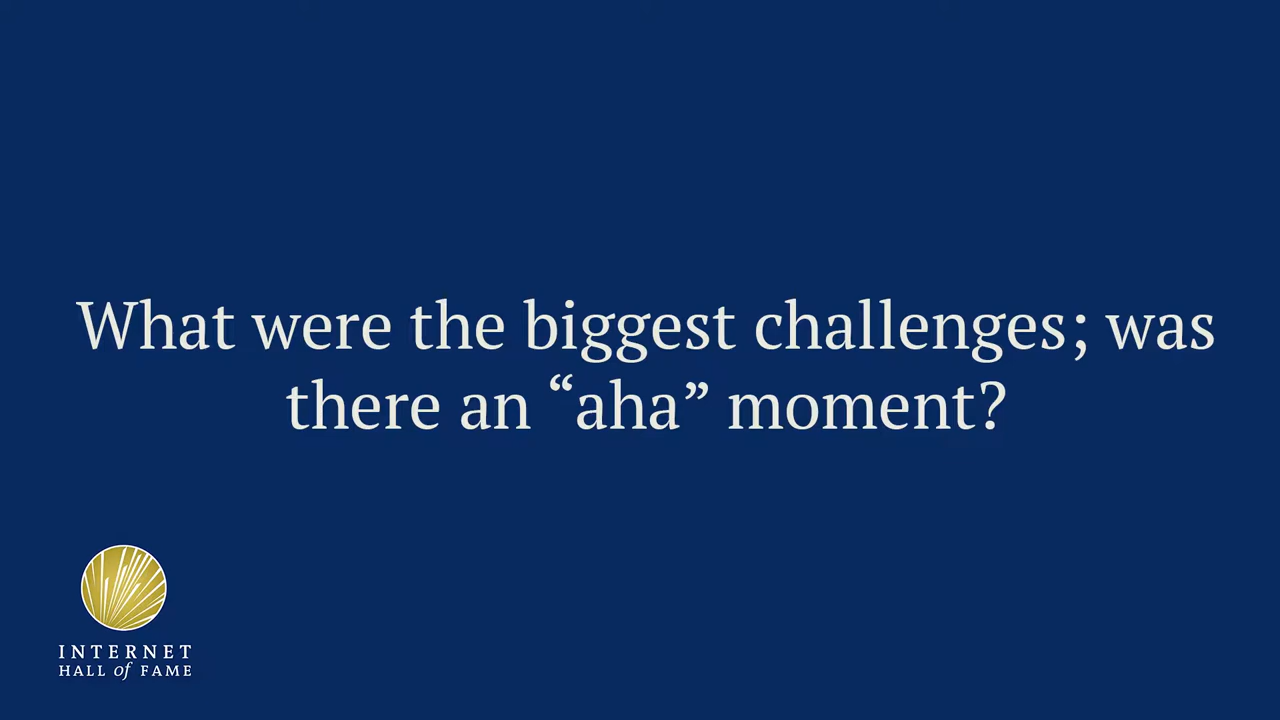 What were the biggest challenges; was
there an “aha” moment?
INTERNET
HALL of FAME